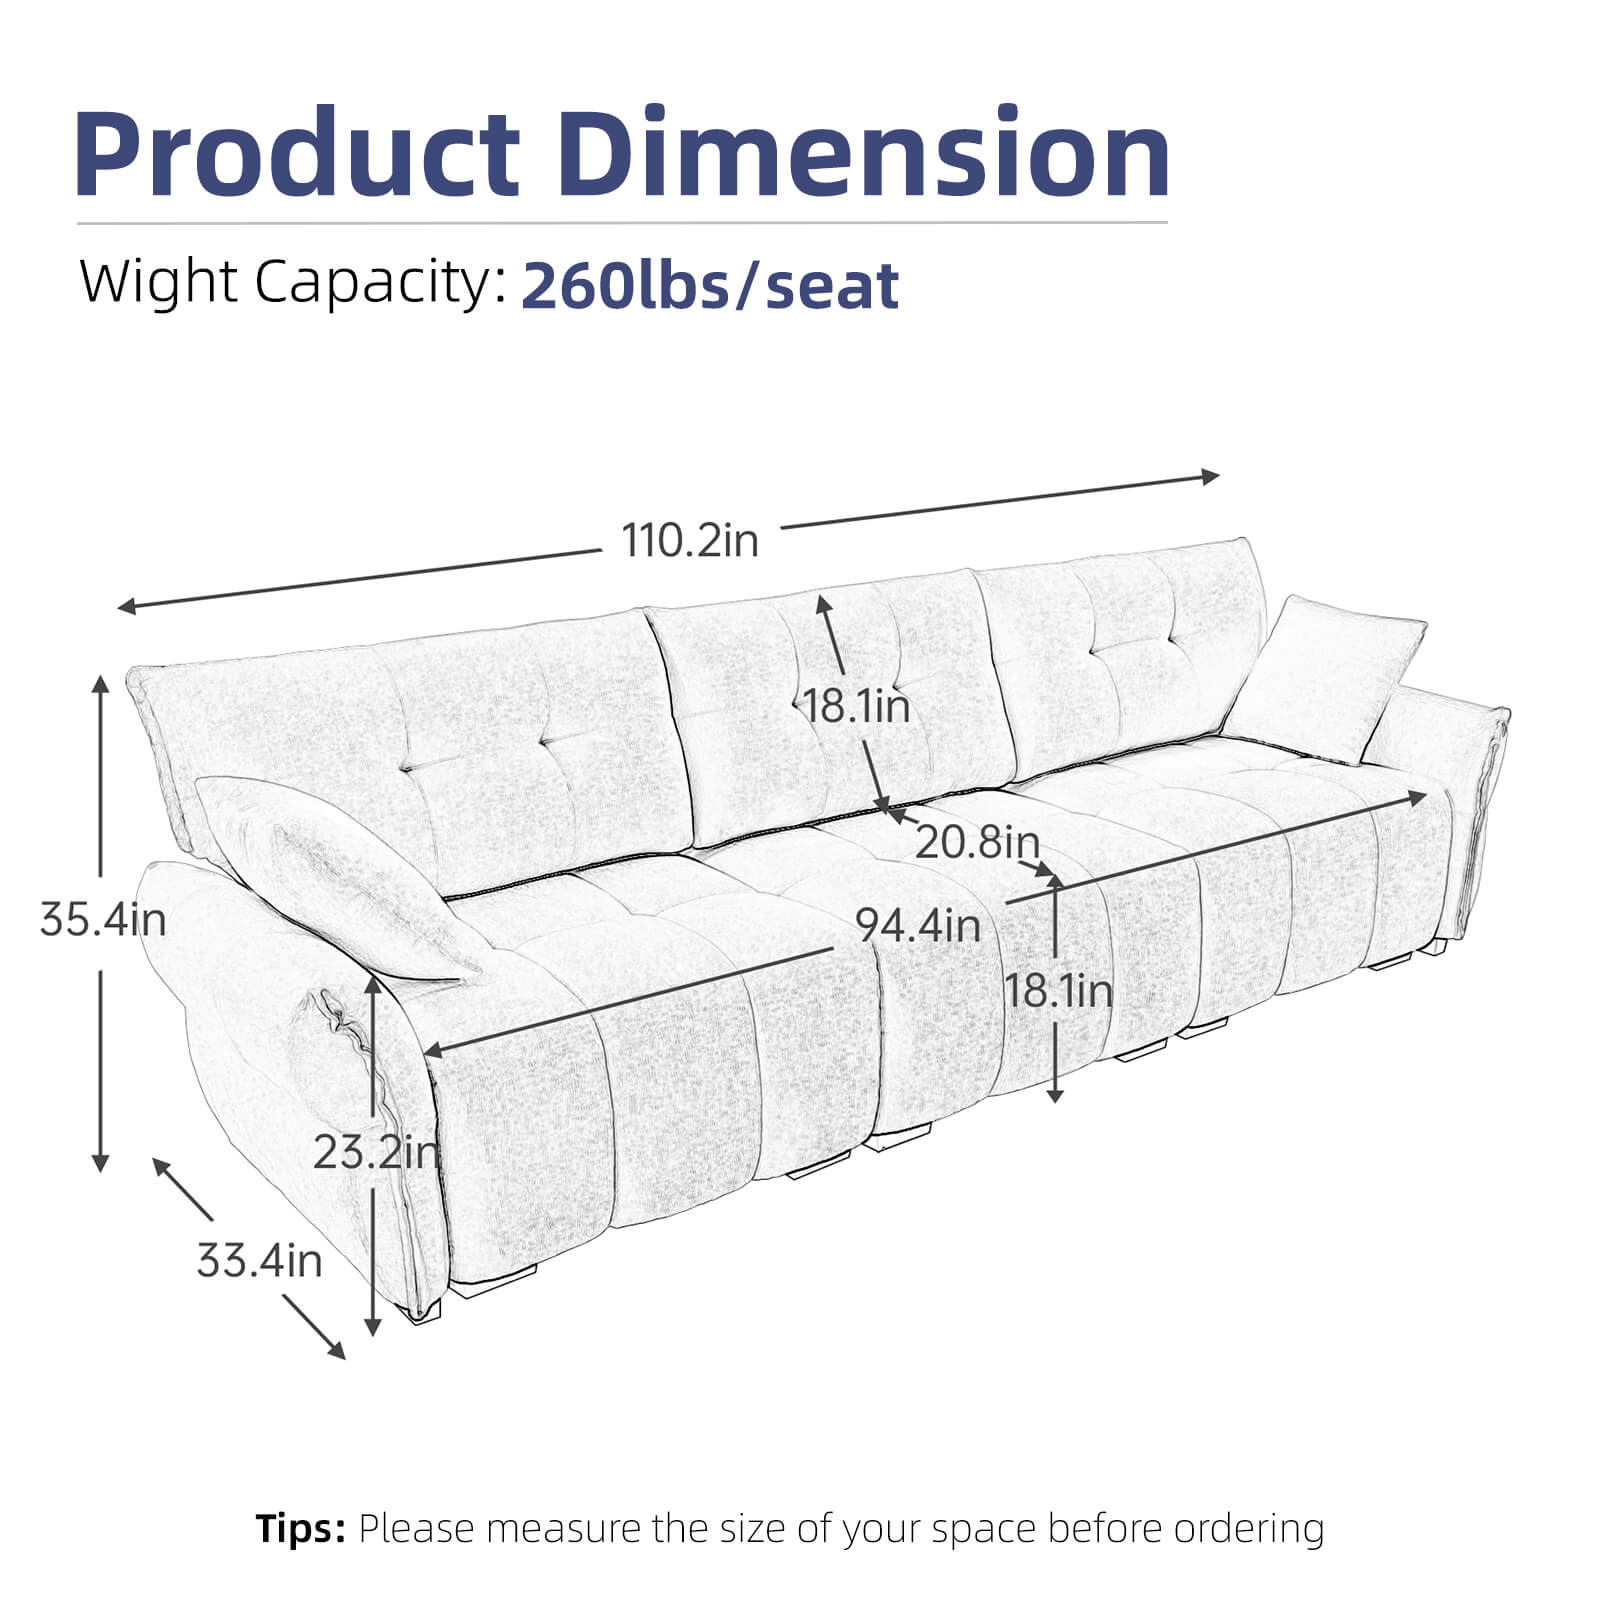 Product Dimension
Wight Capacity: 260lbs/seat
110.2in
18.1in
20.8in
35.4in
94.4in
18.1in
23.2in
33.4in
Tips: Please measure the size of your space before ordering